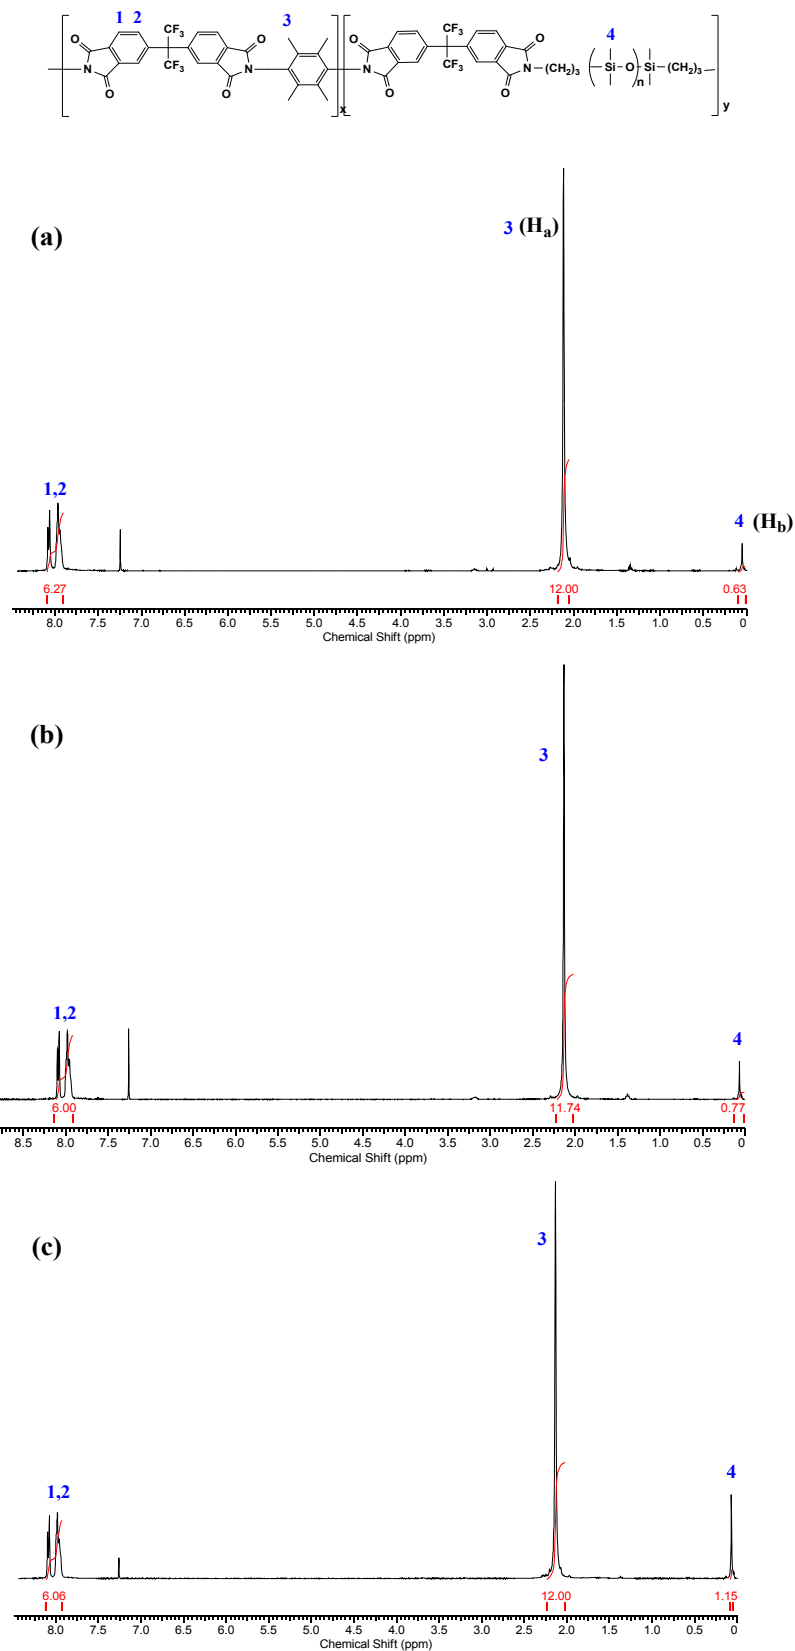 1 2
3
4
O
CF₃
CF₃
O
O
CF₃
CF₃
O
N
N
N
N
(CH₂)₃
Si
O
Si
(CH₂)₃
n
O
O
O
O
x
y
(a)
3 (Hₐ)
1,2
4 (H_b)
6.27
12.00
0.63
8.0 7.5 7.0 6.5 6.0 5.5 5.0 4.5 4.0 3.5 3.0 2.5 2.0 1.5 1.0 0.5 0
Chemical Shift (ppm)
(b)
3
1,2
4
6.00
11.74
0.77
8.5 8.0 7.5 7.0 6.5 6.0 5.5 5.0 4.5 4.0 3.5 3.0 2.5 2.0 1.5 1.0 0.5 0
Chemical Shift (ppm)
(c)
3
1,2
4
6.06
12.00
1.15
8.0 7.5 7.0 6.5 6.0 5.5 5.0 4.5 4.0 3.5 3.0 2.5 2.0 1.5 1.0 0.5 0
Chemical Shift (ppm)